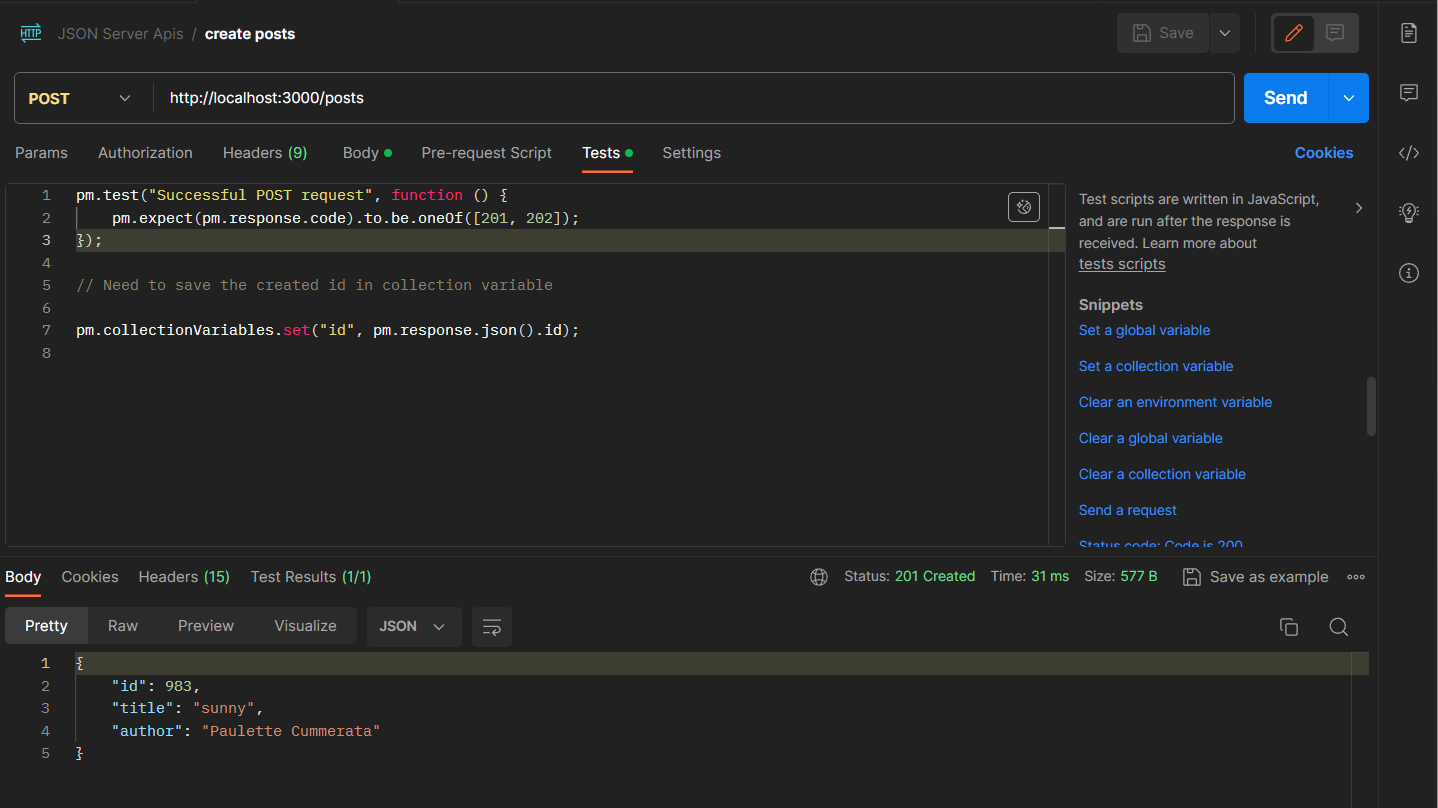 HTTP JSON Server Apis / create posts Save
POST http://localhost:3000/posts Send
Params Authorization Headers (9) Body Pre-request Script Tests Settings Cookies
1 pm.test("Successful POST request", function () {
2 pm.expect(pm.response.code).to.be.oneOf([201, 202]);
3 });
4
5 // Need to save the created id in collection variable
6
7 pm.collectionVariables.set("id", pm.response.json().id);
8
Test scripts are written in JavaScript,
and are run after the response is
received. Learn more about
tests scripts
Snippets
Set a global variable
Set a collection variable
Clear an environment variable
Clear a global variable
Clear a collection variable
Send a request
Status code: Code is 200
Body Cookies Headers (15) Test Results (1/1) Status: 201 Created Time: 31 ms Size: 577 B Save as example
Pretty Raw Preview Visualize JSON
1 {
2 "id": 983,
3 "title": "sunny",
4 "author": "Paulette Cummerata"
5 }